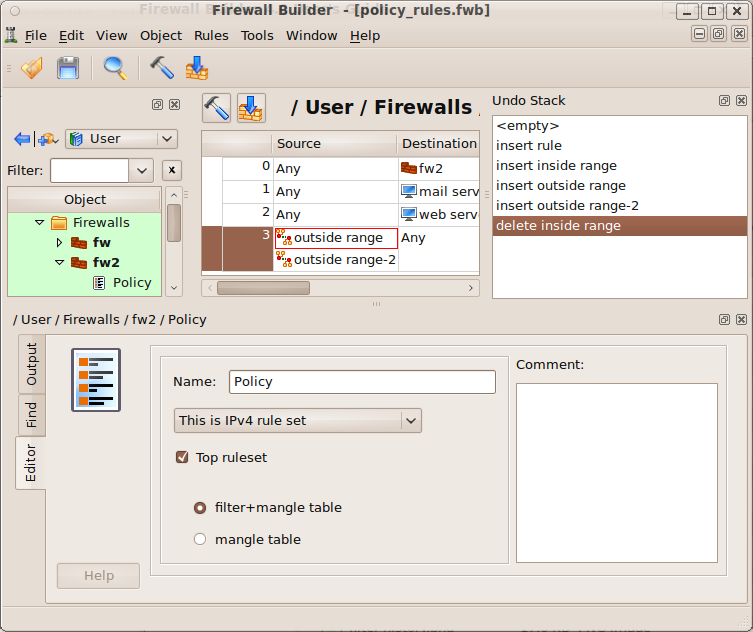 Firewall Builder - [policy_rules.fwb]
File Edit View Object Rules Tools Window Help
/ User / Firewalls /
User
Filter:
Object
Firewalls
fw
fw2
Policy
Source Destination
0 Any fw2
1 Any mail serv
2 Any web serv
3 outside range Any
outside range-2
Undo Stack
<empty>
insert rule
insert inside range
insert outside range
insert outside range-2
delete inside range
/ User / Firewalls / fw2 / Policy
Output
Find
Editor
Name: Policy
This is IPv4 rule set
Top ruleset
filter+mangle table
mangle table
Comment:
Help